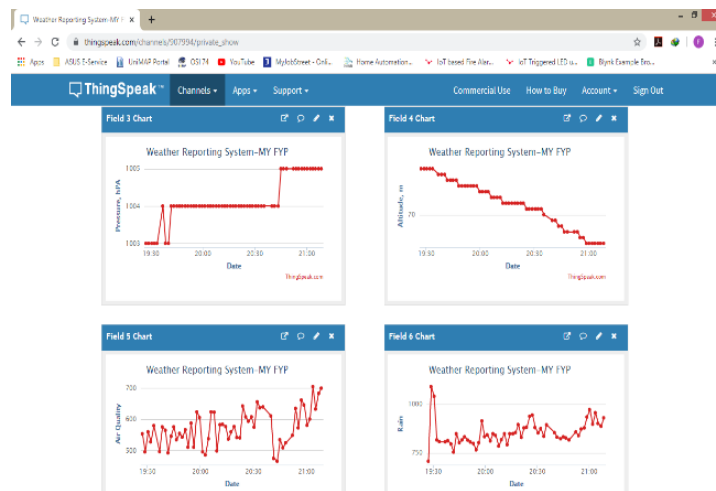 Weather Reporting System-MY F
thingspeak.com/channels/907994/private_show
Apps ASUS E-Service UniMAP Portal OSI74 YouTube MyJobStreet - Onli... Home Automation... IoT based Fire Alar... IoT Triggered LED u... Blynk Example Bro...
ThingSpeak™ Channels Apps Support Commercial Use How to Buy Account Sign Out
Field 3 Chart
Weather Reporting System-MY FYP
Pressure, hPA
1005
1004
1003
19:30 20:00 20:30 21:00
Date
ThingSpeak.com
Field 4 Chart
Weather Reporting System-MY FYP
Altitude, m
70
19:30 20:00 20:30 21:00
Date
ThingSpeak.com
Field 5 Chart
Weather Reporting System-MY FYP
Air Quality
700
600
500
19:30 20:00 20:30 21:00
Date
Field 6 Chart
Weather Reporting System-MY FYP
Rain
1000
750
19:30 20:00 20:30 21:00
Date